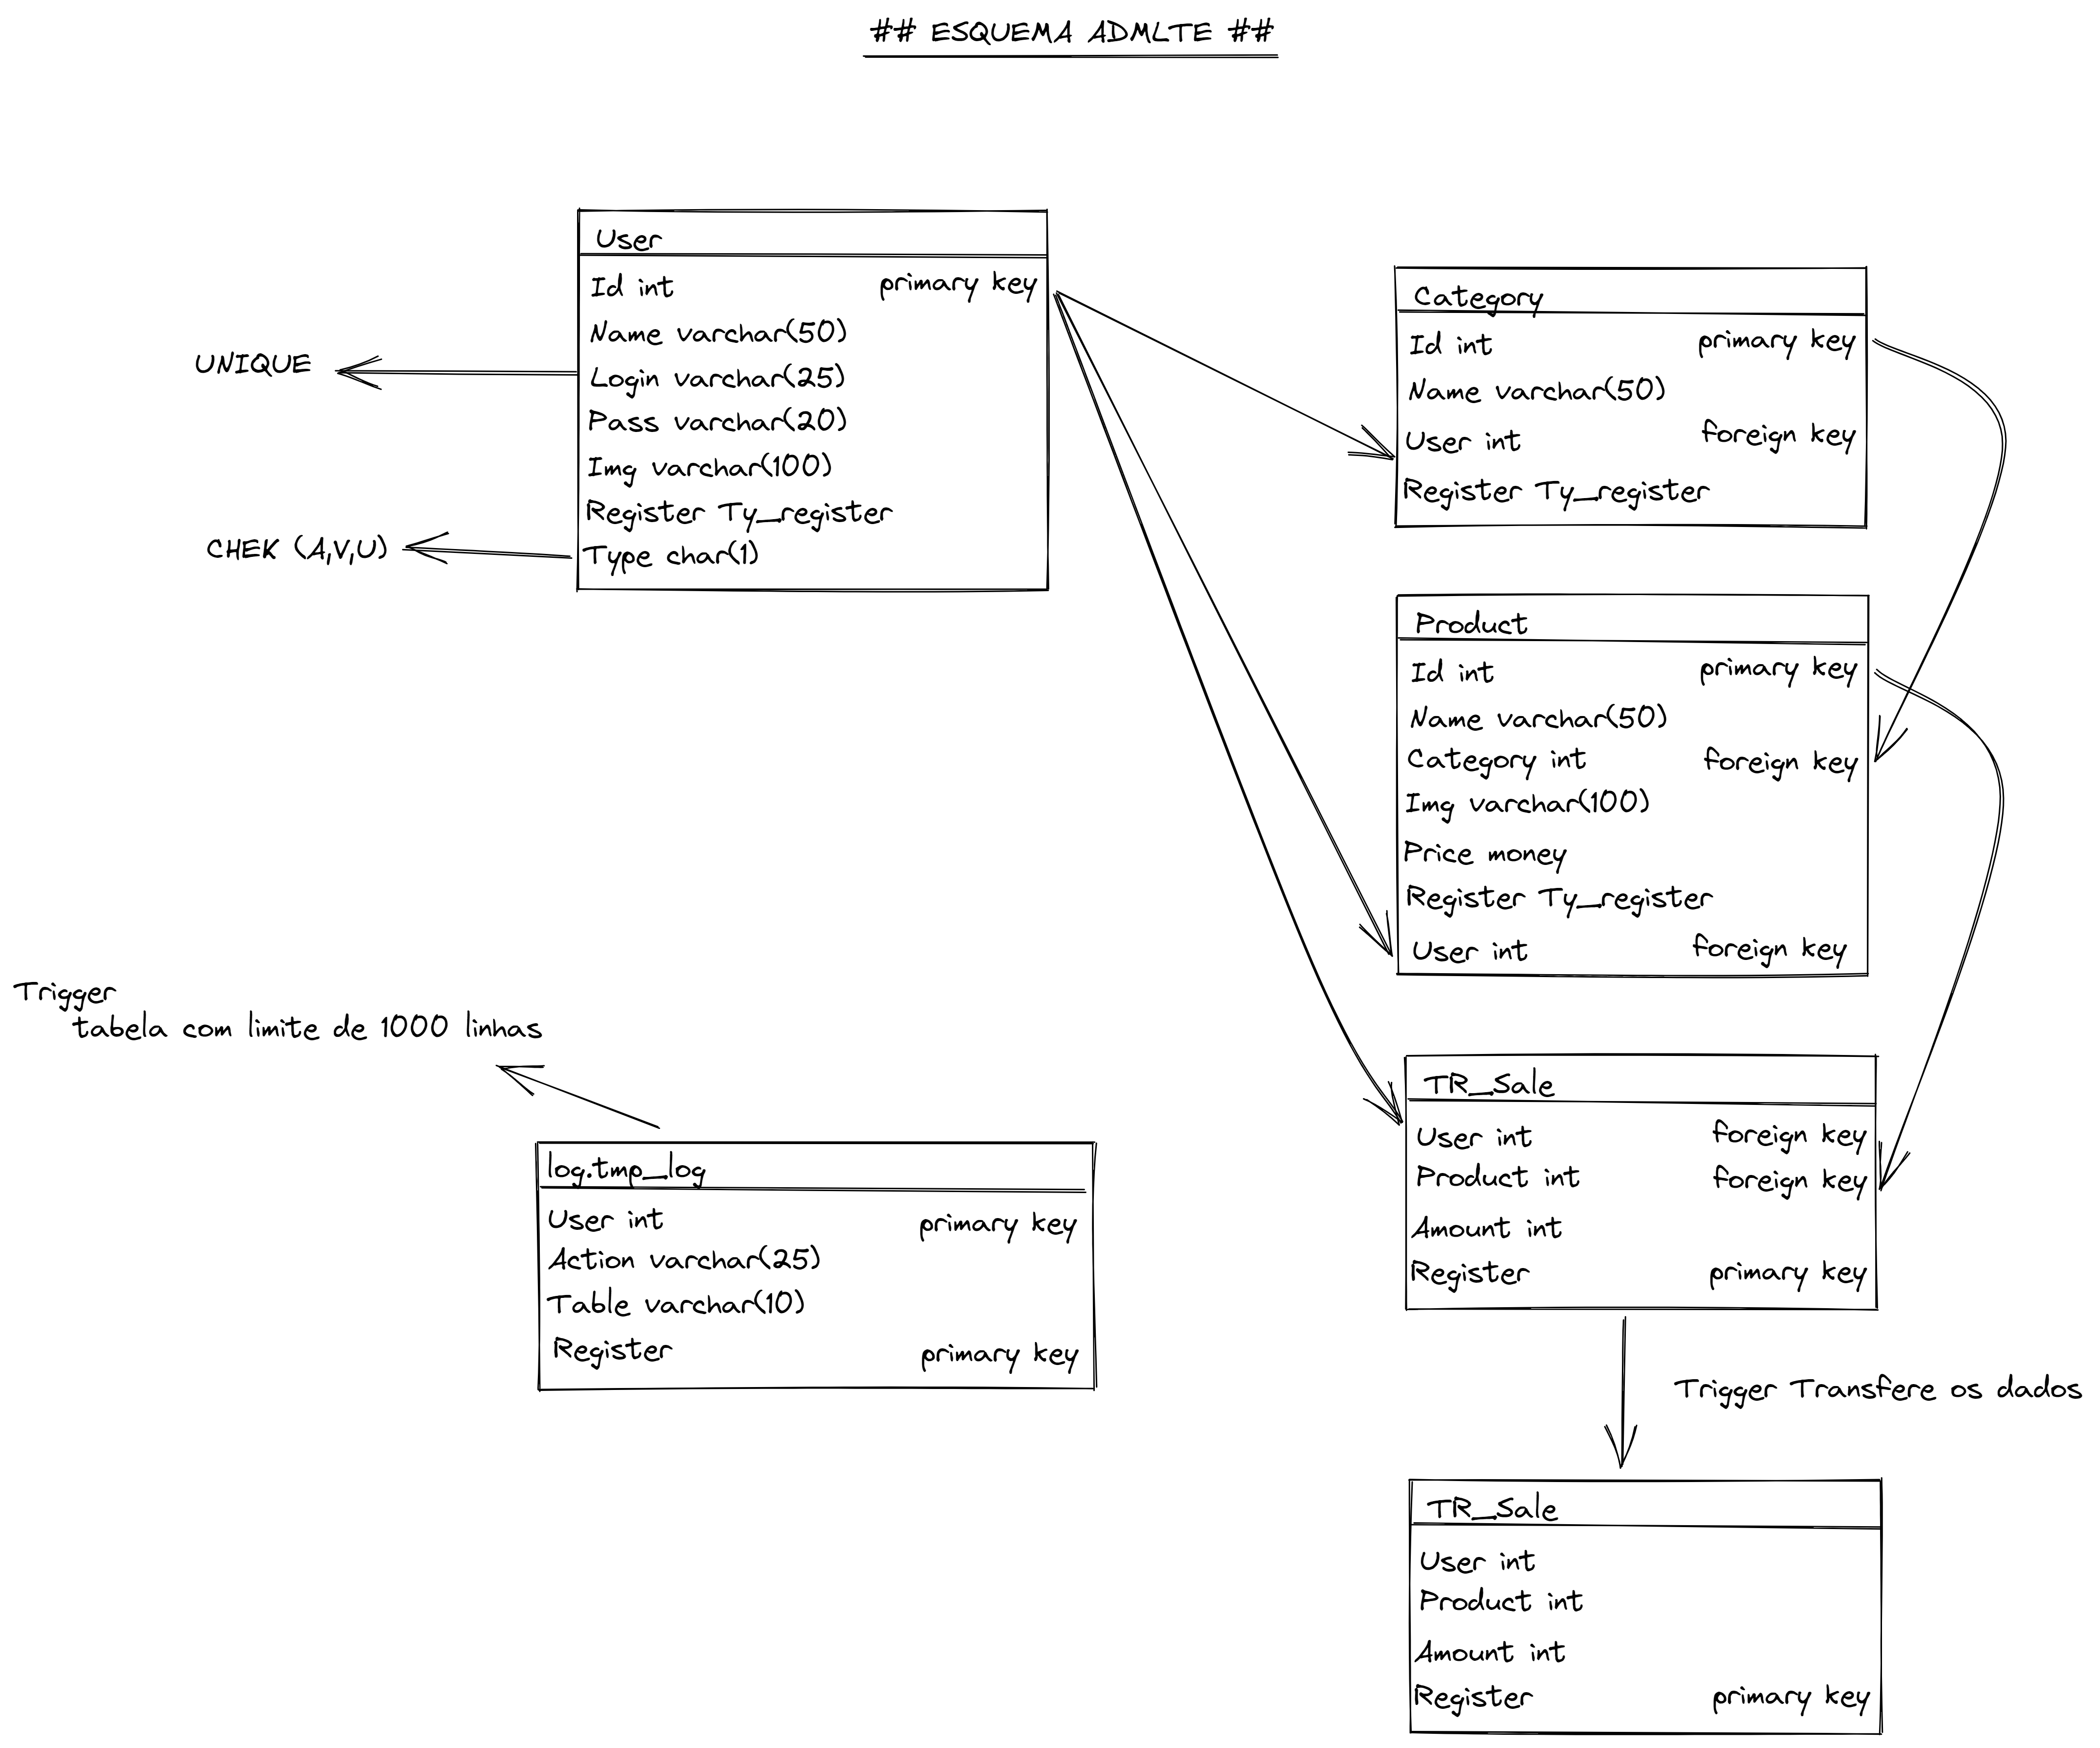 ## ESQUEMA ADMLTE ##
User
Id int primary key
Name varchar(50)
Login varchar(25)
Pass varchar(20)
Img varchar(100)
Register Ty_register
Type char(1)
UNIQUE
CHEK (A,V,U)
Category
Id int primary key
Name varchar(50)
User int foreign key
Register Ty_register
Product
Id int primary key
Name varchar(50)
Category int foreign key
Img varchar(100)
Price money
Register Ty_register
User int foreign key
Trigger
tabela com limite de 1000 linhas
log.tmp_log
User int primary key
Action varchar(25)
Table varchar(10)
Register primary key
TR_Sale
User int foreign key
Product int foreign key
Amount int
Register primary key
Trigger Transfere os dados
TR_Sale
User int
Product int
Amount int
Register primary key